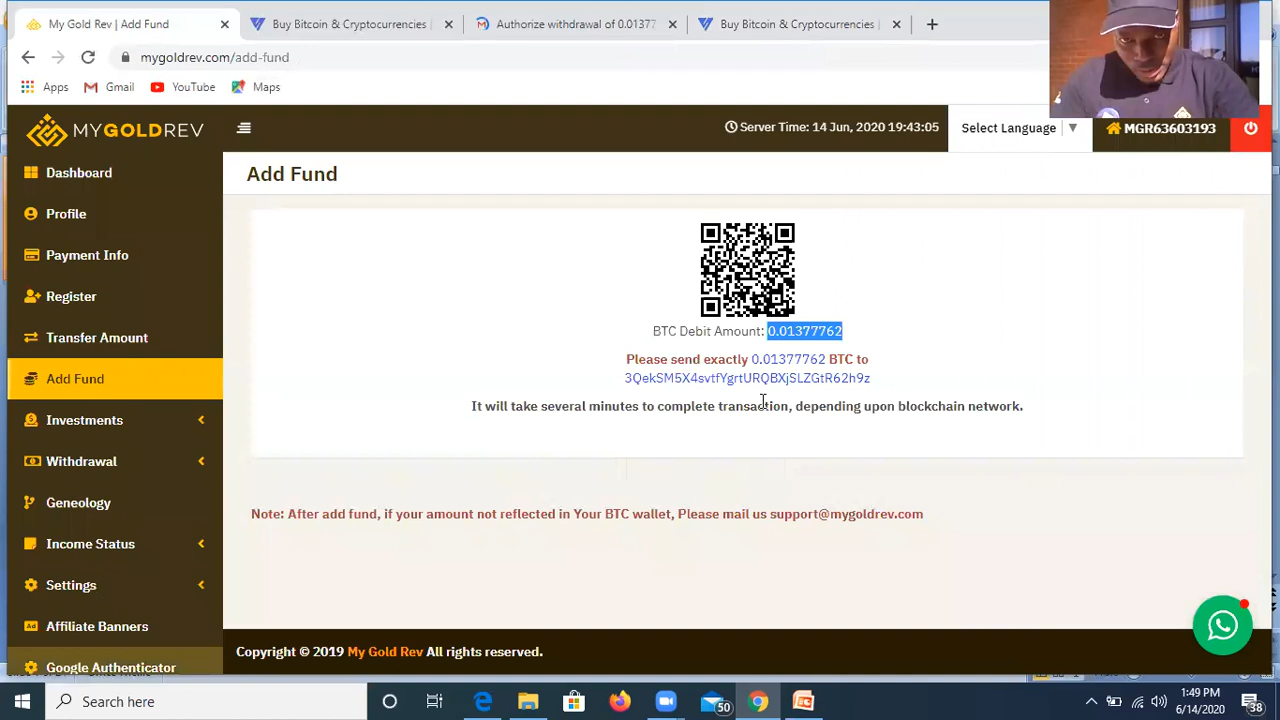 My Gold Rev | Add Fund
Buy Bitcoin & Cryptocurrencies
Authorize withdrawal of 0.01377
Buy Bitcoin & Cryptocurrencies
mygoldrev.com/add-fund
Apps
Gmail
YouTube
Maps
MYGOLDREV
Server Time: 14 Jun, 2020 19:43:05
Select Language
MGR63603193
Dashboard
Profile
Payment Info
Register
Transfer Amount
Add Fund
Investments
Withdrawal
Geneology
Income Status
Settings
Affiliate Banners
Google Authenticator
Add Fund
BTC Debit Amount: 0.01377762
Please send exactly 0.01377762 BTC to
3QekSM5X4svtfYgrtURQBXjSLZGtR62h9z
It will take several minutes to complete transaction, depending upon blockchain network.
Note: After add fund, if your amount not reflected in Your BTC wallet, Please mail us support@mygoldrev.com
Copyright © 2019 My Gold Rev All rights reserved.
Search here
50
1:49 PM
6/14/2020
38